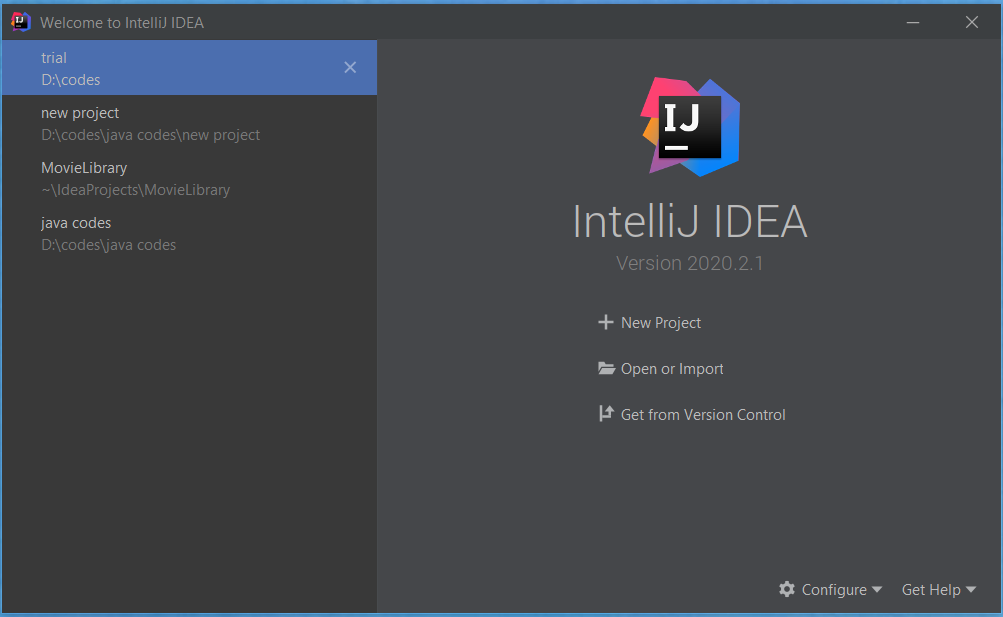 Welcome to IntelliJ IDEA
trial
D:\codes
new project
D:\codes\java codes\new project
MovieLibrary
~\IdeaProjects\MovieLibrary
java codes
D:\codes\java codes
IJ
IntelliJ IDEA
Version 2020.2.1
New Project
Open or Import
Get from Version Control
Configure
Get Help